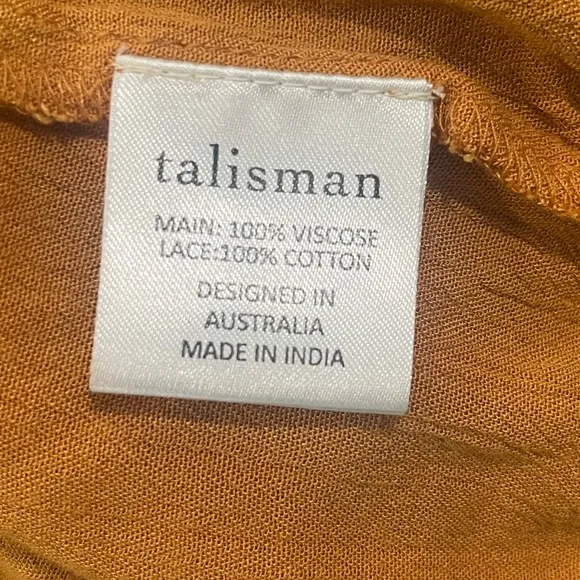 talisman
MAIN: 100% VISCOSE
LACE:100% COTTON
DESIGNED IN
AUSTRALIA
MADE IN INDIA